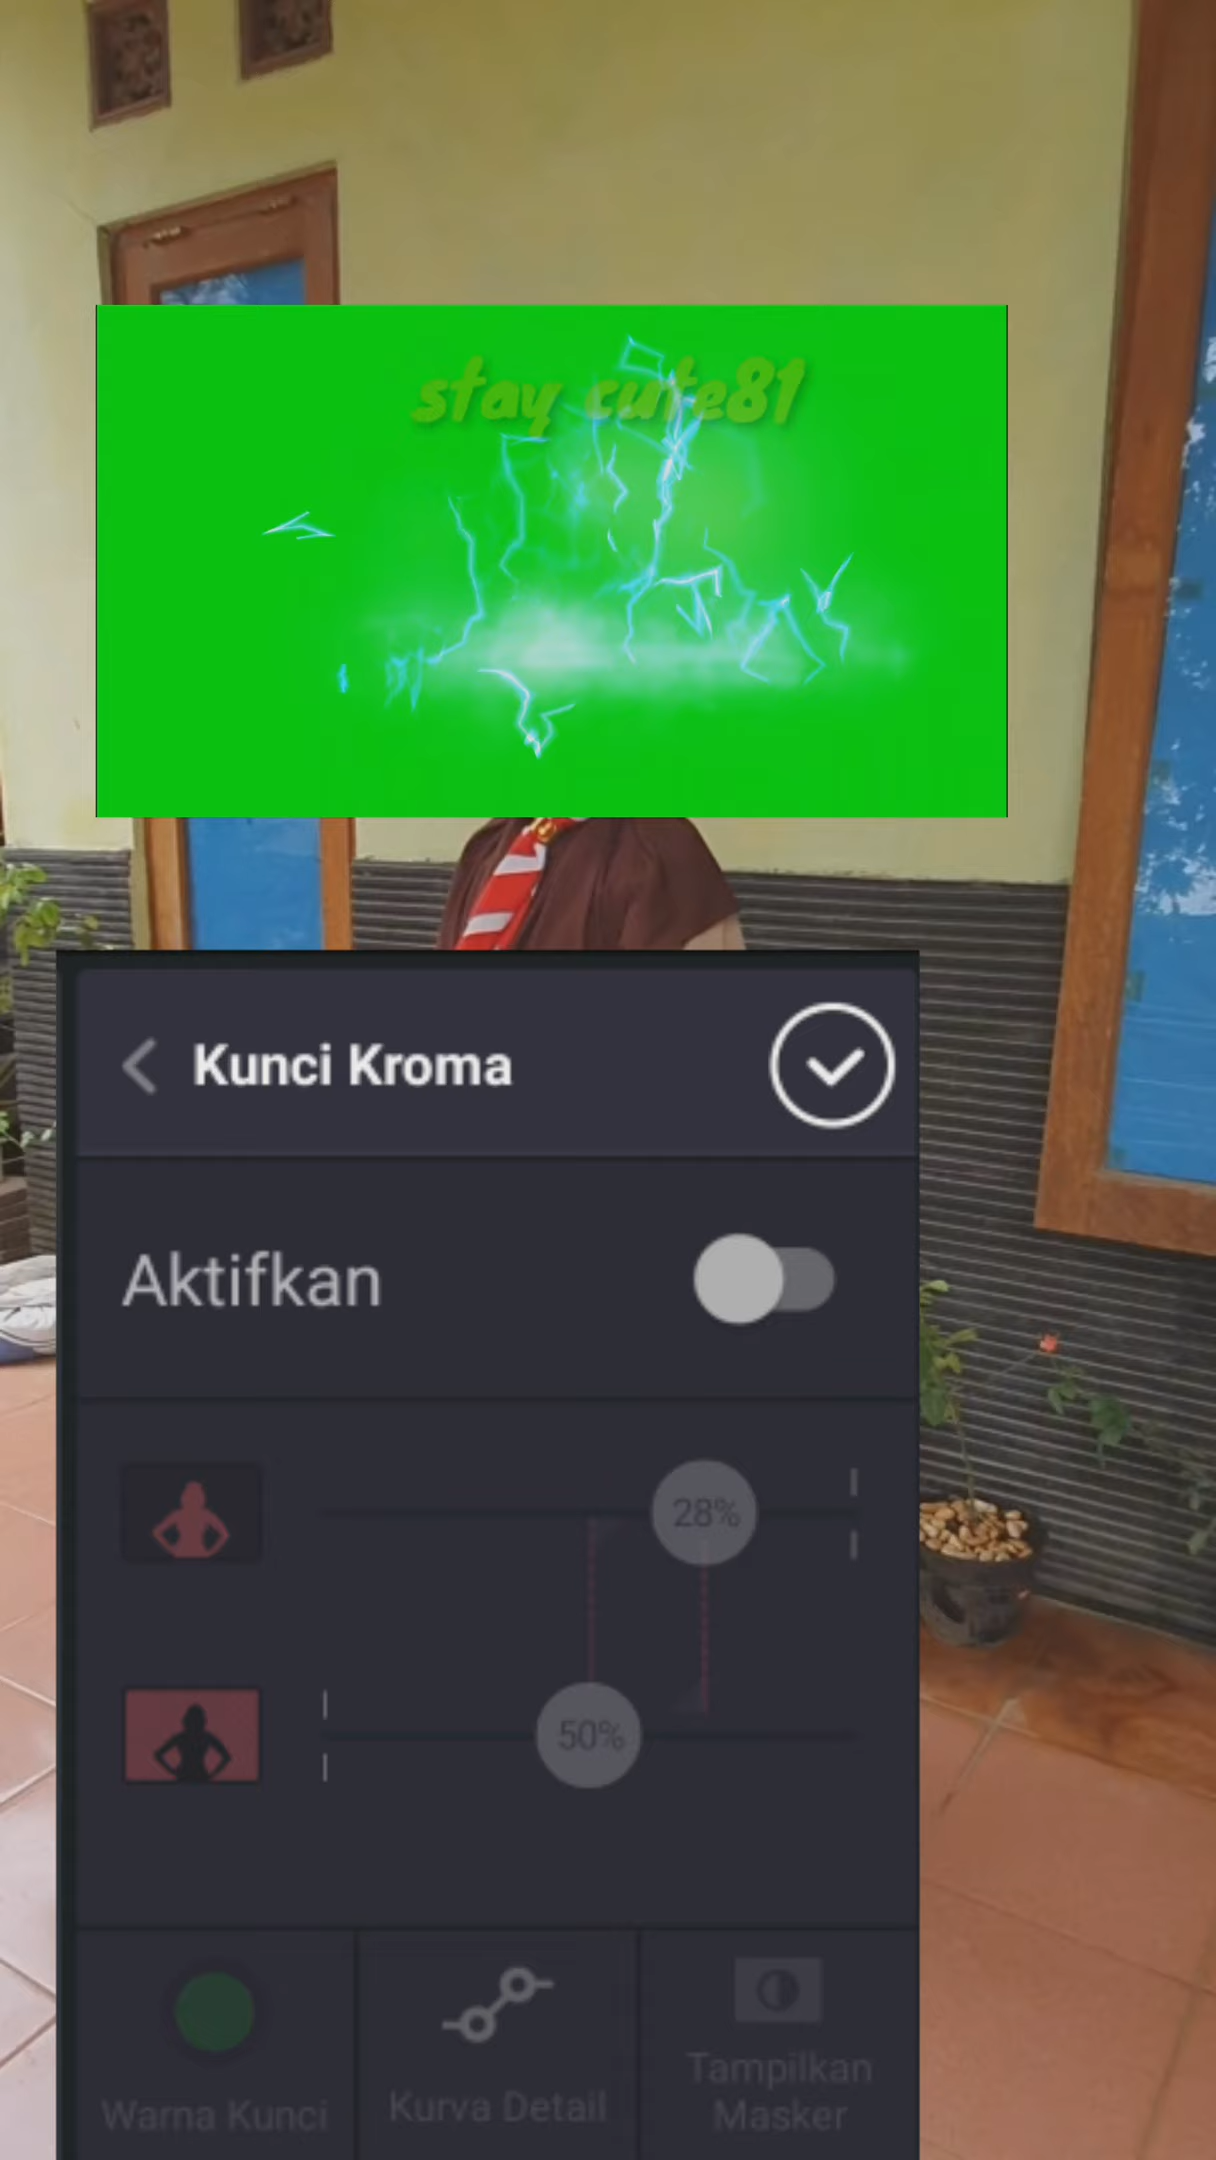 stay cute81
Kunci Kroma
Aktifkan
28%
50%
Warna Kunci
Kurva Detail
Tampilkan
Masker